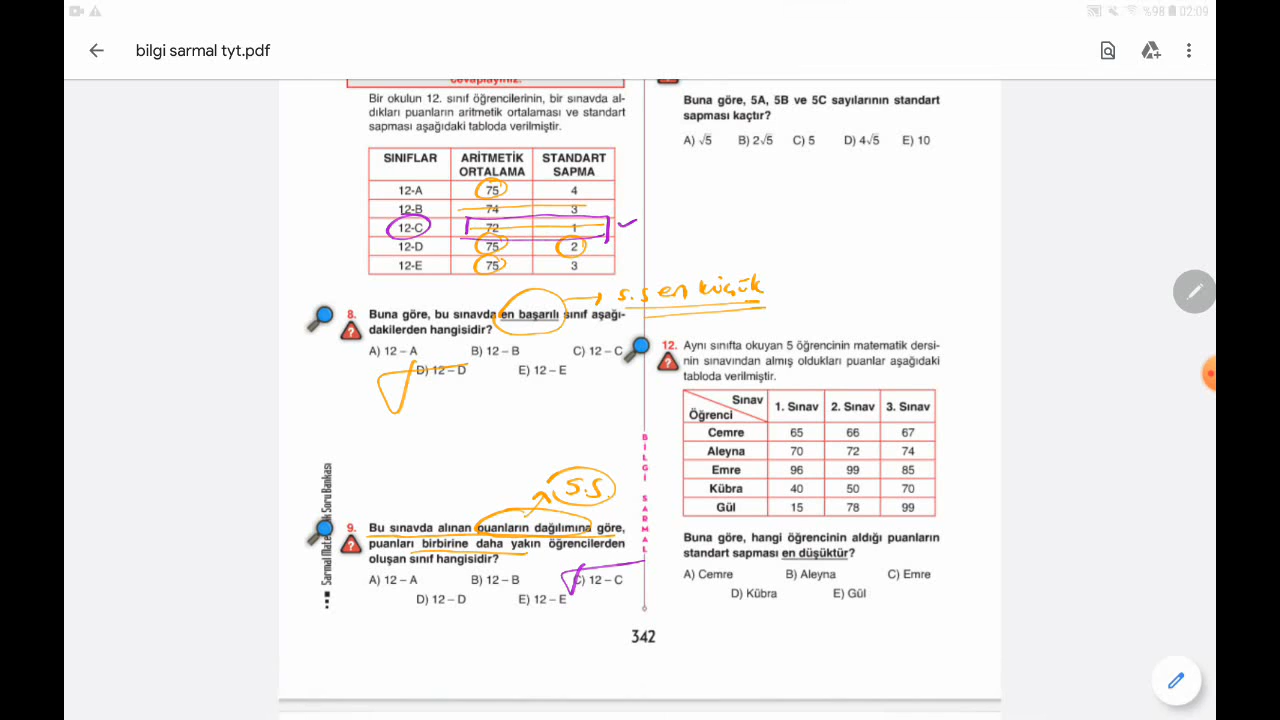 %98 02:09
bilgi sarmal tyt.pdf
cevaplayınız.
Bir okulun 12. sınıf öğrencilerinin, bir sınavda al-
dıkları puanların aritmetik ortalaması ve standart
sapması aşağıdaki tabloda verilmiştir.
SINIFLAR ARİTMETİK ORTALAMA STANDART SAPMA
12-A 75 4
12-B 74 3
12-C 72 1
12-D 75 2
12-E 75 3
s.s en küçük
8. Buna göre, bu sınavda en başarılı sınıf aşağı-
dakilerden hangisidir?
A) 12 – A B) 12 – B C) 12 – C
D) 12 – D E) 12 – E
S.S.
9. Bu sınavda alınan puanların dağılımına göre,
puanları birbirine daha yakın öğrencilerden
oluşan sınıf hangisidir?
A) 12 – A B) 12 – B C) 12 – C
D) 12 – D E) 12 – E
Sarmal Matematik Soru Bankası
BİLGİ SARMAL
Buna göre, 5A, 5B ve 5C sayılarının standart
sapması kaçtır?
A) √5 B) 2√5 C) 5 D) 4√5 E) 10
12. Aynı sınıfta okuyan 5 öğrencinin matematik dersi-
nin sınavından almış oldukları puanlar aşağıdaki
tabloda verilmiştir.
Sınav Öğrenci 1. Sınav 2. Sınav 3. Sınav
Cemre 65 66 67
Aleyna 70 72 74
Emre 96 99 85
Kübra 40 50 70
Gül 15 78 99
Buna göre, hangi öğrencinin aldığı puanların
standart sapması en düşüktür?
A) Cemre B) Aleyna C) Emre
D) Kübra E) Gül
342